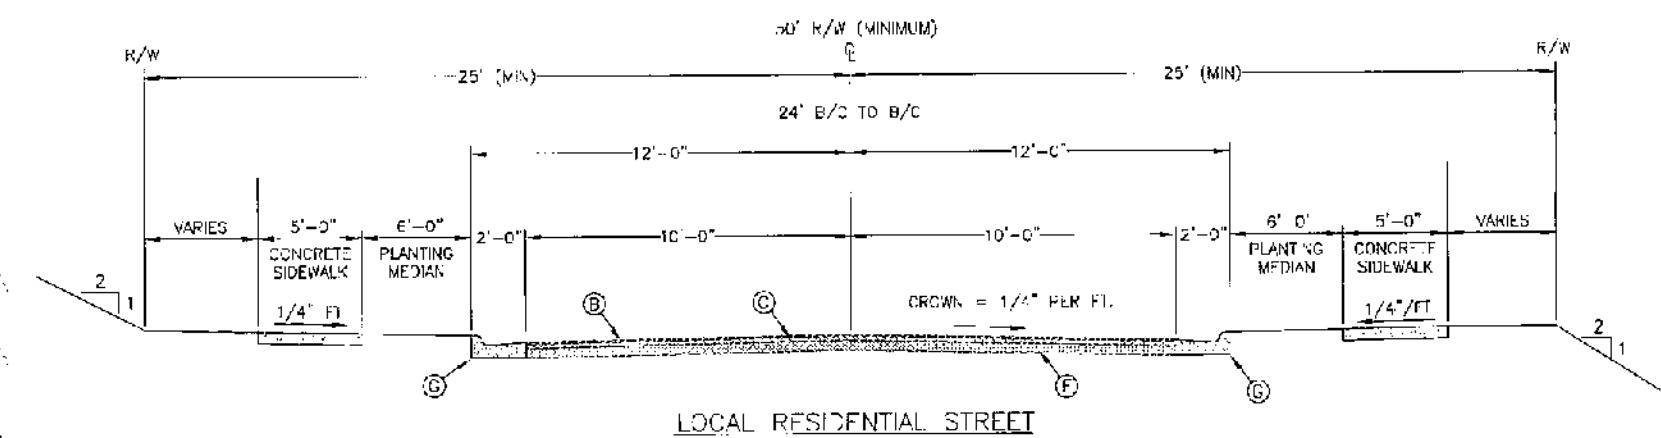 50' R/W (MINIMUM)
R/W
℄
R/W
25' (MIN)
25' (MIN)
24' B/C TO B/C
12'-0"
12'-0"
VARIES
5'-0"
6'-0"
2'-0"
10'-0"
10'-0"
2'-0"
6' 0'
5'-0"
VARIES
CONCRETE
SIDEWALK
PLANTING
MEDIAN
PLANTING
MEDIAN
CONCRETE
SIDEWALK
2
1
1/4" FT
B
C
CROWN = 1/4" PER FT.
1/4"/FT
2
1
G
F
G
LOCAL RESIDENTIAL STREET